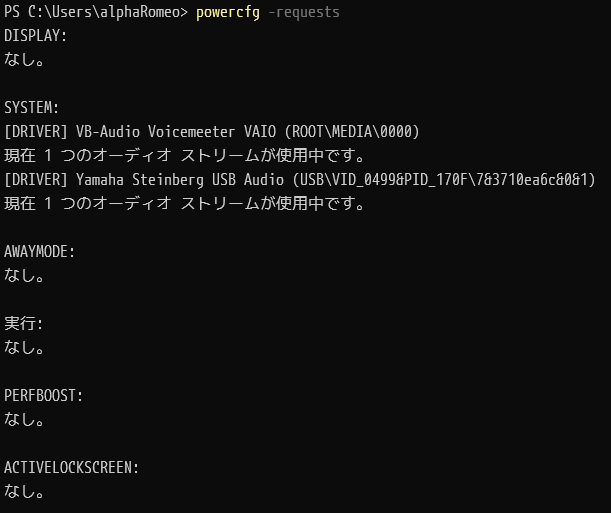 PS C:\Users\alphaRomeo> powercfg -requests
DISPLAY:
なし。
SYSTEM:
[DRIVER] VB-Audio Voicemeeter VAIO (ROOT\MEDIA\0000)
現在 1 つのオーディオ ストリームが使用中です。
[DRIVER] Yamaha Steinberg USB Audio (USB\VID_0499&PID_170F\7&3710ea6c&0&1)
現在 1 つのオーディオ ストリームが使用中です。
AWAYMODE:
なし。
実行:
なし。
PERFBOOST:
なし。
ACTIVELOCKSCREEN:
なし。